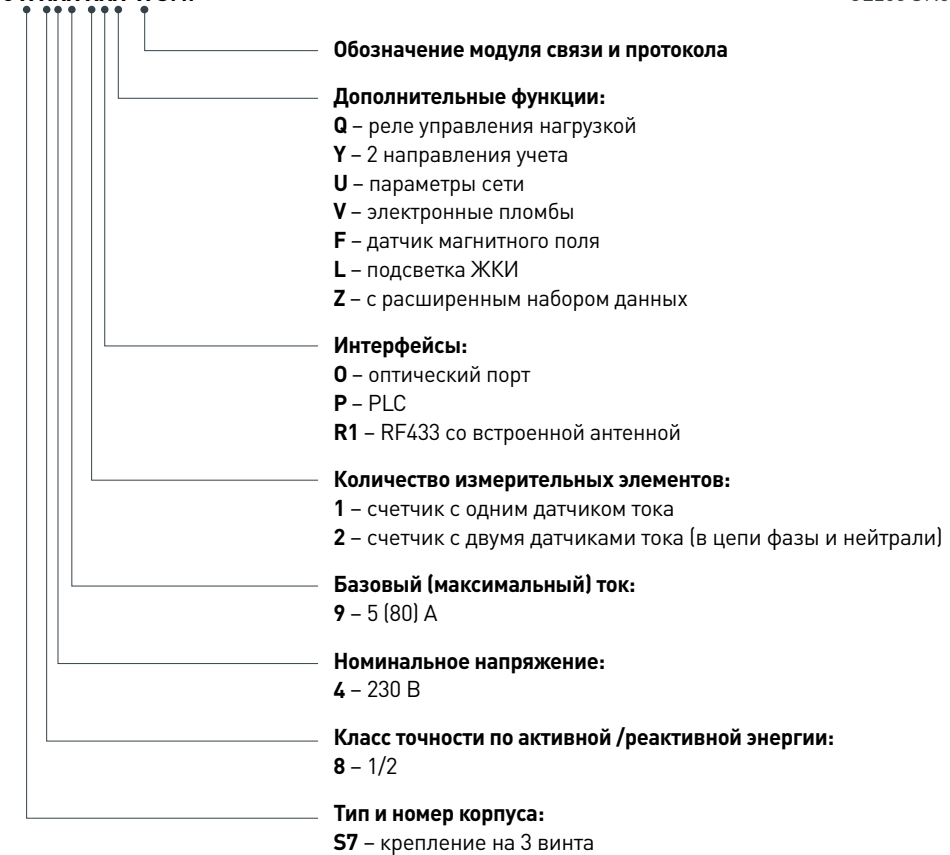 Обозначение модуля связи и протокола
Дополнительные функции:
Q – реле управления нагрузкой
Y – 2 направления учета
U – параметры сети
V – электронные пломбы
F – датчик магнитного поля
L – подсветка ЖКИ
Z – с расширенным набором данных
Интерфейсы:
O – оптический порт
P – PLC
R1 – RF433 со встроенной антенной
Количество измерительных элементов:
1 – счетчик с одним датчиком тока
2 – счетчик с двумя датчиками тока (в цепи фазы и нейтрали)
Базовый (максимальный) ток:
9 – 5 (80) А
Номинальное напряжение:
4 – 230 В
Класс точности по активной /реактивной энергии:
8 – 1/2
Тип и номер корпуса:
S7 – крепление на 3 винта